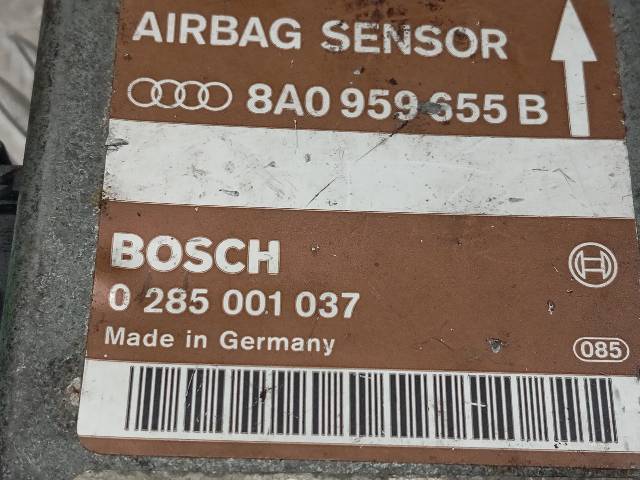 AIRBAG SENSOR
8A0 959 655 B
BOSCH
0 285 001 037
Made in Germany
085